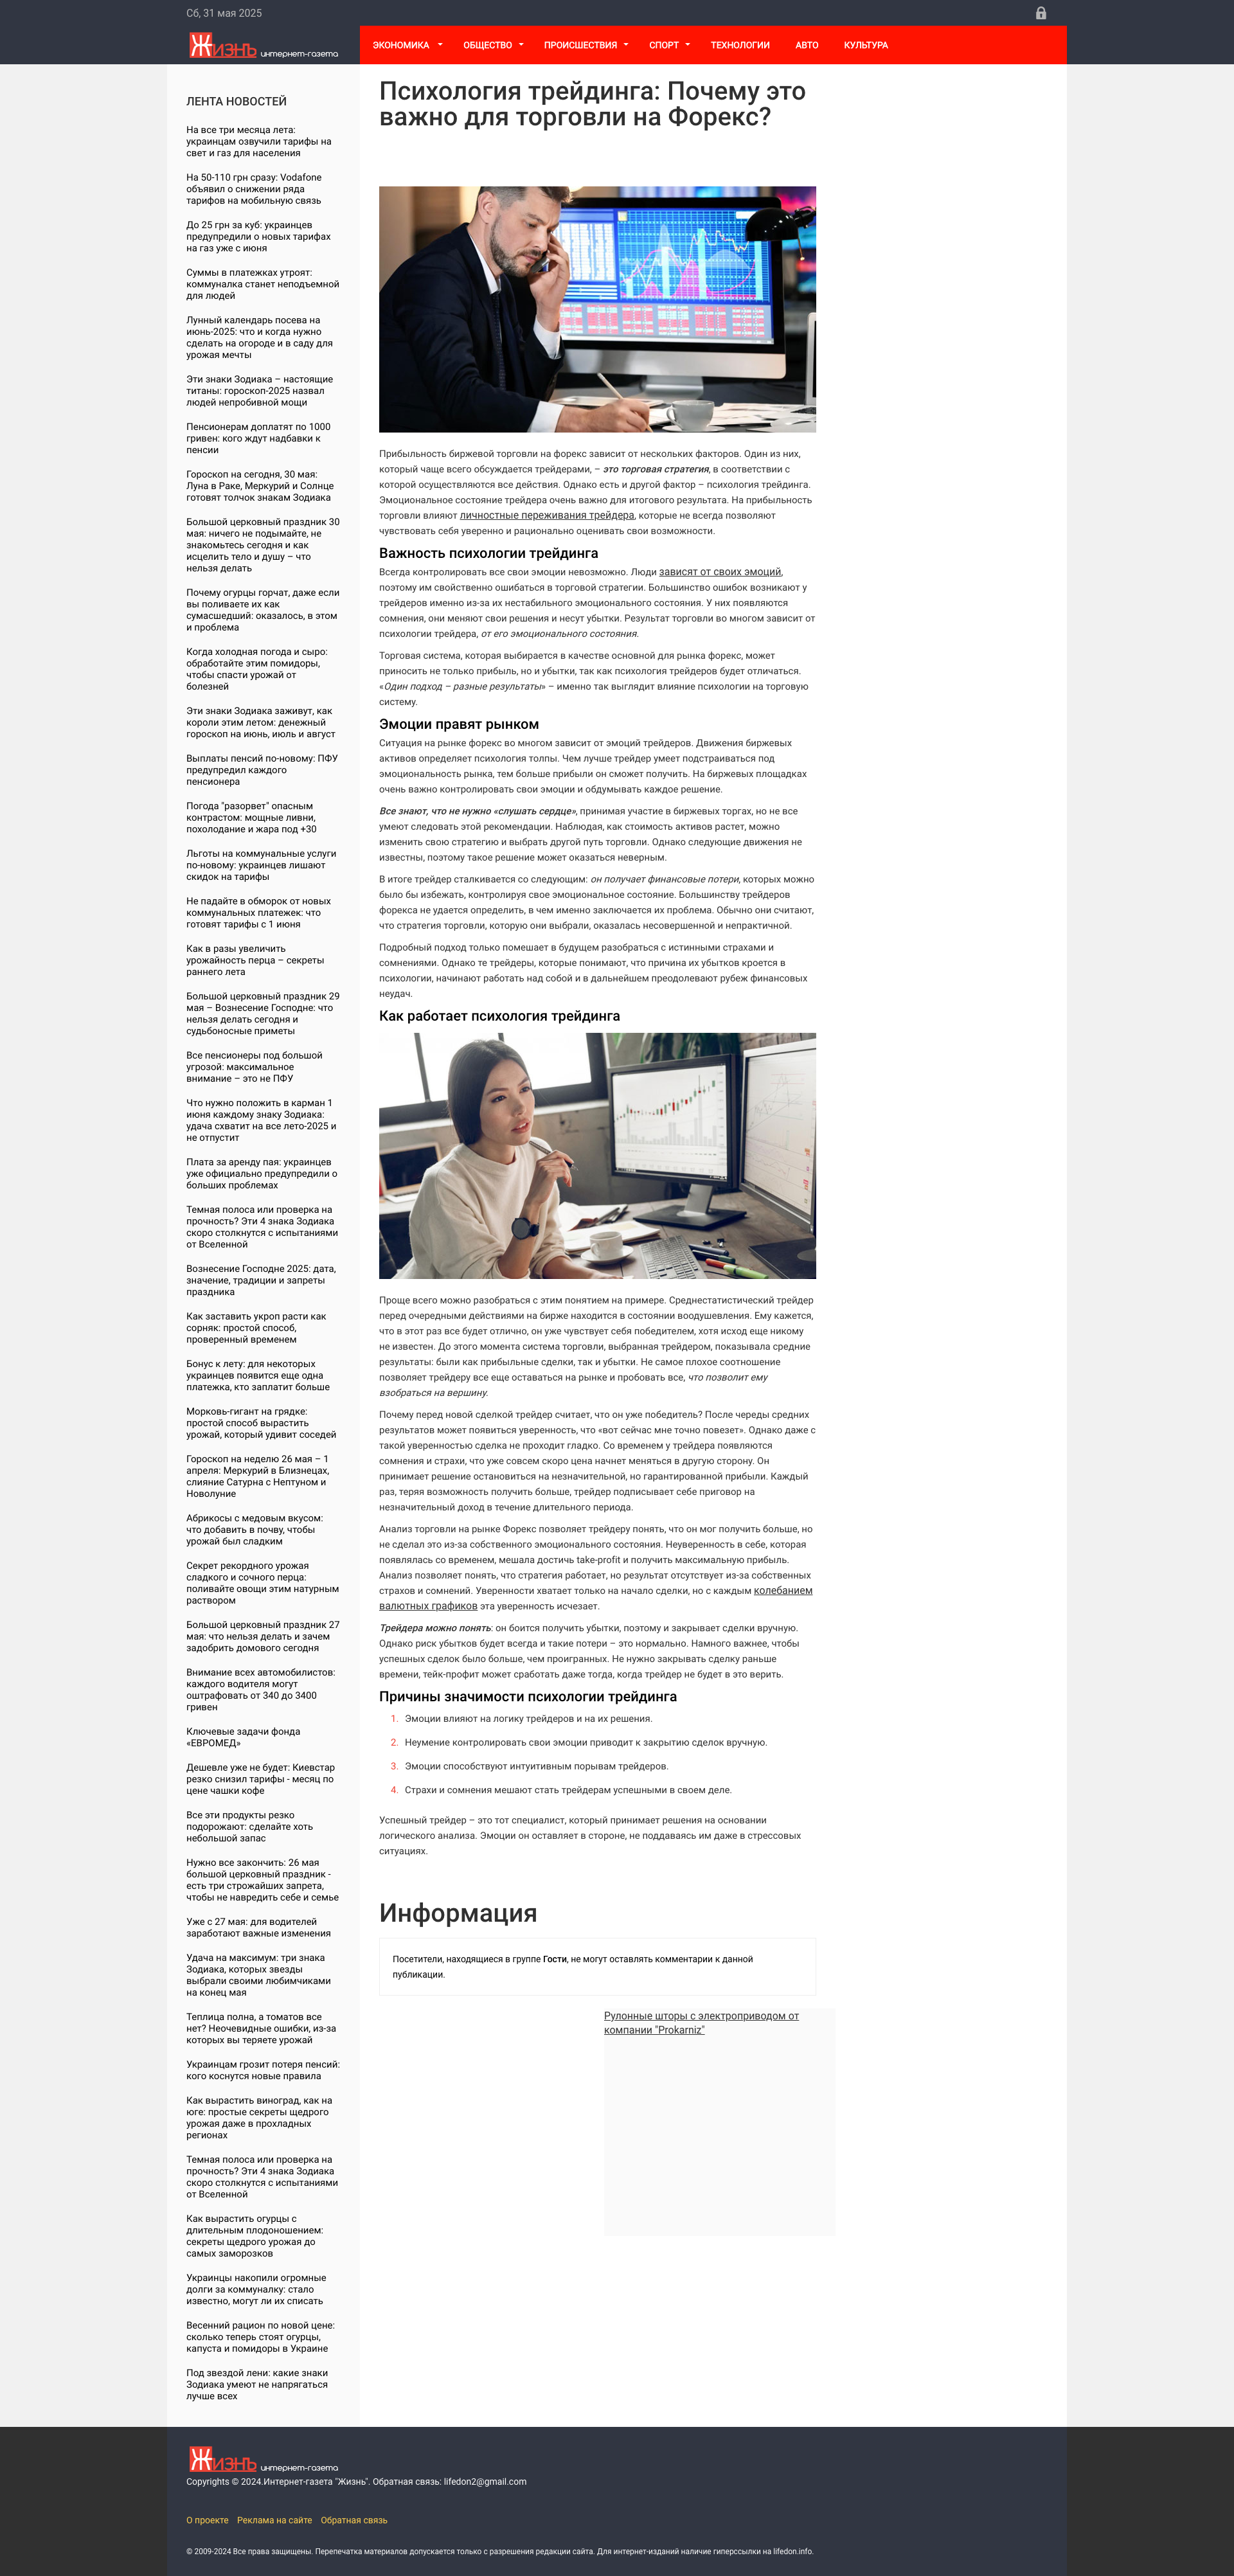 Сб, 31 мая 2025
Жизнь интернет-газета
ЭКОНОМИКА ОБЩЕСТВО ПРОИСШЕСТВИЯ СПОРТ ТЕХНОЛОГИИ АВТО КУЛЬТУРА
ЛЕНТА НОВОСТЕЙ
На все три месяца лета:
украинцам озвучили тарифы на
свет и газ для населения
На 50-110 грн сразу: Vodafone
объявил о снижении ряда
тарифов на мобильную связь
До 25 грн за куб: украинцев
предупредили о новых тарифах
на газ уже с июня
Суммы в платежках утроят:
коммуналка станет неподъемной
для людей
Лунный календарь посева на
июнь-2025: что и когда нужно
сделать на огороде и в саду для
урожая мечты
Эти знаки Зодиака – настоящие
титаны: гороскоп-2025 назвал
людей непробивной мощи
Пенсионерам доплатят по 1000
гривен: кого ждут надбавки к
пенсии
Гороскоп на сегодня, 30 мая:
Луна в Раке, Меркурий и Солнце
готовят толчок знакам Зодиака
Большой церковный праздник 30
мая: ничего не подымайте, не
знакомьтесь сегодня и как
исцелить тело и душу – что
нельзя делать
Почему огурцы горчат, даже если
вы поливаете их как
сумасшедший: оказалось, в этом
и проблема
Когда холодная погода и сыро:
обработайте этим помидоры,
чтобы спасти урожай от
болезней
Эти знаки Зодиака заживут, как
короли этим летом: денежный
гороскоп на июнь, июль и август
Выплаты пенсий по-новому: ПФУ
предупредил каждого
пенсионера
Погода "разорвет" опасным
контрастом: мощные ливни,
похолодание и жара под +30
Льготы на коммунальные услуги
по-новому: украинцев лишают
скидок на тарифы
Не падайте в обморок от новых
коммунальных платежек: что
готовят тарифы с 1 июня
Как в разы увеличить
урожайность перца – секреты
раннего лета
Большой церковный праздник 29
мая – Вознесение Господне: что
нельзя делать сегодня и
судьбоносные приметы
Все пенсионеры под большой
угрозой: максимальное
внимание – это не ПФУ
Что нужно положить в карман 1
июня каждому знаку Зодиака:
удача схватит на все лето-2025 и
не отпустит
Плата за аренду пая: украинцев
уже официально предупредили о
больших проблемах
Темная полоса или проверка на
прочность? Эти 4 знака Зодиака
скоро столкнутся с испытаниями
от Вселенной
Вознесение Господне 2025: дата,
значение, традиции и запреты
праздника
Как заставить укроп расти как
сорняк: простой способ,
проверенный временем
Бонус к лету: для некоторых
украинцев появится еще одна
платежка, кто заплатит больше
Морковь-гигант на грядке:
простой способ вырастить
урожай, который удивит соседей
Гороскоп на неделю 26 мая – 1
апреля: Меркурий в Близнецах,
слияние Сатурна с Нептуном и
Новолуние
Абрикосы с медовым вкусом:
что добавить в почву, чтобы
урожай был сладким
Секрет рекордного урожая
сладкого и сочного перца:
поливайте овощи этим натурным
раствором
Большой церковный праздник 27
мая: что нельзя делать и зачем
задобрить домового сегодня
Внимание всех автомобилистов:
каждого водителя могут
оштрафовать от 340 до 3400
гривен
Ключевые задачи фонда
«ЕВРОМЕД»
Дешевле уже не будет: Киевстар
резко снизил тарифы - месяц по
цене чашки кофе
Все эти продукты резко
подорожают: сделайте хоть
небольшой запас
Нужно все закончить: 26 мая
большой церковный праздник -
есть три строжайших запрета,
чтобы не навредить себе и семье
Уже с 27 мая: для водителей
заработают важные изменения
Удача на максимум: три знака
Зодиака, которых звезды
выбрали своими любимчиками
на конец мая
Теплица полна, а томатов все
нет? Неочевидные ошибки, из-за
которых вы теряете урожай
Украинцам грозит потеря пенсий:
кого коснутся новые правила
Как вырастить виноград, как на
юге: простые секреты щедрого
урожая даже в прохладных
регионах
Темная полоса или проверка на
прочность? Эти 4 знака Зодиака
скоро столкнутся с испытаниями
от Вселенной
Как вырастить огурцы с
длительным плодоношением:
секреты щедрого урожая до
самых заморозков
Украинцы накопили огромные
долги за коммуналку: стало
известно, могут ли их списать
Весенний рацион по новой цене:
сколько теперь стоят огурцы,
капуста и помидоры в Украине
Под звездой лени: какие знаки
Зодиака умеют не напрягаться
лучше всех
Психология трейдинга: Почему это
важно для торговли на Форекс?
Прибыльность биржевой торговли на форекс зависит от нескольких факторов. Один из них,
который чаще всего обсуждается трейдерами, – это торговая стратегия, в соответствии с
которой осуществляются все действия. Однако есть и другой фактор – психология трейдинга.
Эмоциональное состояние трейдера очень важно для итогового результата. На прибыльность
торговли влияют личностные переживания трейдера, которые не всегда позволяют
чувствовать себя уверенно и рационально оценивать свои возможности.
Важность психологии трейдинга
Всегда контролировать все свои эмоции невозможно. Люди зависят от своих эмоций,
поэтому им свойственно ошибаться в торговой стратегии. Большинство ошибок возникают у
трейдеров именно из-за их нестабильного эмоционального состояния. У них появляются
сомнения, они меняют свои решения и несут убытки. Результат торговли во многом зависит от
психологии трейдера, от его эмоционального состояния.
Торговая система, которая выбирается в качестве основной для рынка форекс, может
приносить не только прибыль, но и убытки, так как психология трейдеров будет отличаться.
«Один подход – разные результаты» – именно так выглядит влияние психологии на торговую
систему.
Эмоции правят рынком
Ситуация на рынке форекс во многом зависит от эмоций трейдеров. Движения биржевых
активов определяет психология толпы. Чем лучше трейдер умеет подстраиваться под
эмоциональность рынка, тем больше прибыли он сможет получить. На биржевых площадках
очень важно контролировать свои эмоции и обдумывать каждое решение.
Все знают, что не нужно «слушать сердце», принимая участие в биржевых торгах, но не все
умеют следовать этой рекомендации. Наблюдая, как стоимость активов растет, можно
изменить свою стратегию и выбрать другой путь торговли. Однако следующие движения не
известны, поэтому такое решение может оказаться неверным.
В итоге трейдер сталкивается со следующим: он получает финансовые потери, которых можно
было бы избежать, контролируя свое эмоциональное состояние. Большинству трейдеров
форекса не удается определить, в чем именно заключается их проблема. Обычно они считают,
что стратегия торговли, которую они выбрали, оказалась несовершенной и непрактичной.
Подробный подход только помешает в будущем разобраться с истинными страхами и
сомнениями. Однако те трейдеры, которые понимают, что причина их убытков кроется в
психологии, начинают работать над собой и в дальнейшем преодолевают рубеж финансовых
неудач.
Как работает психология трейдинга
Проще всего можно разобраться с этим понятием на примере. Среднестатистический трейдер
перед очередными действиями на бирже находится в состоянии воодушевления. Ему кажется,
что в этот раз все будет отлично, он уже чувствует себя победителем, хотя исход еще никому
не известен. До этого момента система торговли, выбранная трейдером, показывала средние
результаты: были как прибыльные сделки, так и убытки. Не самое плохое соотношение
позволяет трейдеру все еще оставаться на рынке и пробовать все, что позволит ему
взобраться на вершину.
Почему перед новой сделкой трейдер считает, что он уже победитель? После череды средних
результатов может появиться уверенность, что «вот сейчас мне точно повезет». Однако даже с
такой уверенностью сделка не проходит гладко. Со временем у трейдера появляются
сомнения и страхи, что уже совсем скоро цена начнет меняться в другую сторону. Он
принимает решение остановиться на незначительной, но гарантированной прибыли. Каждый
раз, теряя возможность получить больше, трейдер подписывает себе приговор на
незначительный доход в течение длительного периода.
Анализ торговли на рынке Форекс позволяет трейдеру понять, что он мог получить больше, но
не сделал это из-за собственного эмоционального состояния. Неуверенность в себе, которая
появлялась со временем, мешала достичь take-profit и получить максимальную прибыль.
Анализ позволяет понять, что стратегия работает, но результат отсутствует из-за собственных
страхов и сомнений. Уверенности хватает только на начало сделки, но с каждым колебанием
валютных графиков эта уверенность исчезает.
Трейдера можно понять: он боится получить убытки, поэтому и закрывает сделки вручную.
Однако риск убытков будет всегда и такие потери – это нормально. Намного важнее, чтобы
успешных сделок было больше, чем проигранных. Не нужно закрывать сделку раньше
времени, тейк-профит может сработать даже тогда, когда трейдер не будет в это верить.
Причины значимости психологии трейдинга
1. Эмоции влияют на логику трейдеров и на их решения.
2. Неумение контролировать свои эмоции приводит к закрытию сделок вручную.
3. Эмоции способствуют интуитивным порывам трейдеров.
4. Страхи и сомнения мешают стать трейдерам успешными в своем деле.
Успешный трейдер – это тот специалист, который принимает решения на основании
логического анализа. Эмоции он оставляет в стороне, не поддаваясь им даже в стрессовых
ситуациях.
Информация
Посетители, находящиеся в группе Гости, не могут оставлять комментарии к данной
публикации.
Рулонные шторы с электроприводом от
компании "Prokarniz"
Жизнь интернет-газета
Copyrights © 2024.Интернет-газета "Жизнь". Обратная связь: lifedon2@gmail.com
О проекте Реклама на сайте Обратная связь
© 2009-2024 Все права защищены. Перепечатка материалов допускается только с разрешения редакции сайта. Для интернет-изданий наличие гиперссылки на lifedon.info.